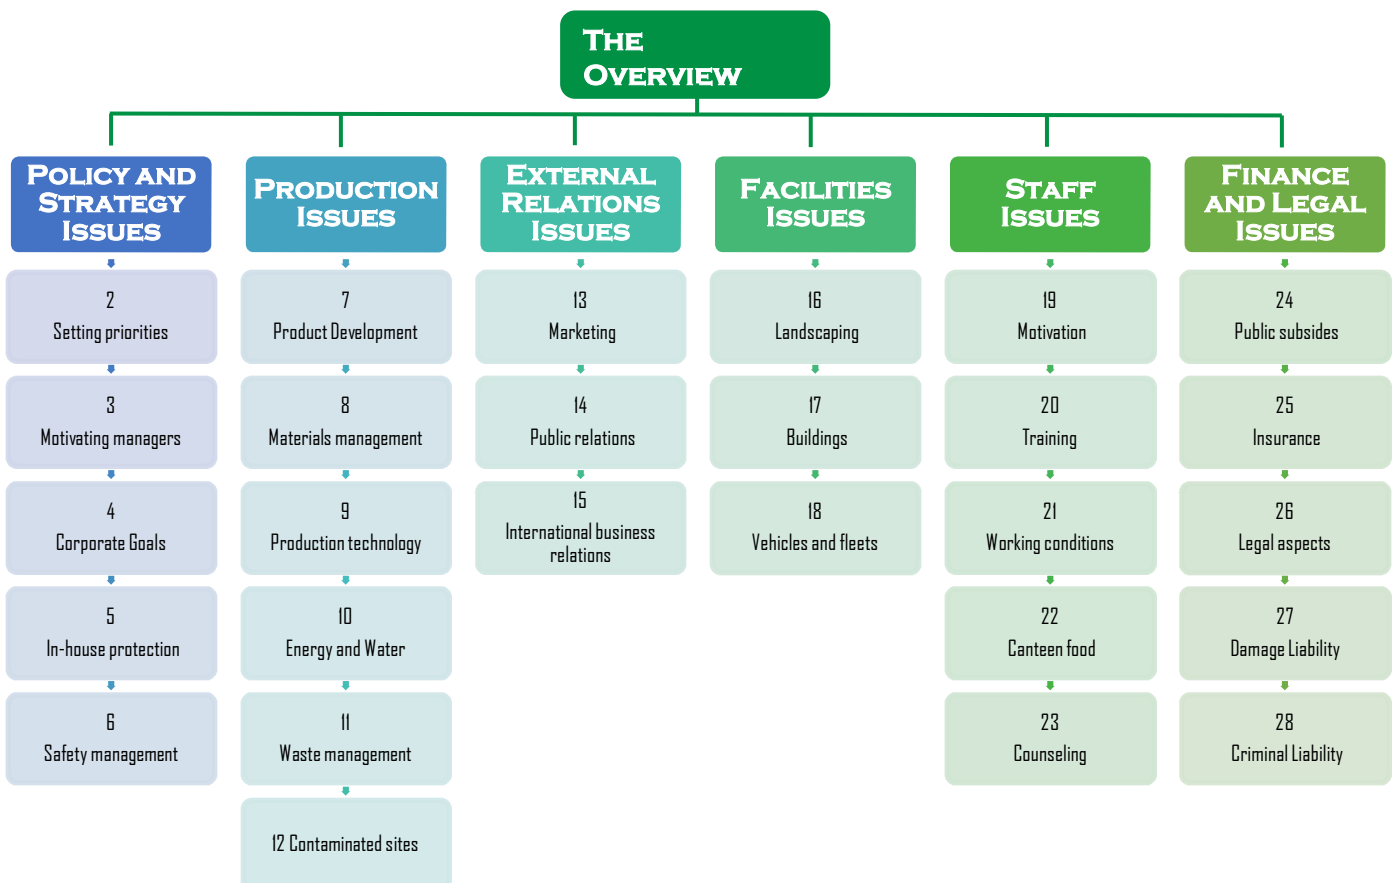 THE
OVERVIEW
POLICY AND
STRATEGY
ISSUES
2
Setting priorities
3
Motivating managers
4
Corporate Goals
5
In-house protection
6
Safety management
PRODUCTION
ISSUES
7
Product Development
8
Materials management
9
Production technology
10
Energy and Water
11
Waste management
12 Contaminated sites
EXTERNAL
RELATIONS
ISSUES
13
Marketing
14
Public relations
15
International business
relations
FACILITIES
ISSUES
16
Landscaping
17
Buildings
18
Vehicles and fleets
STAFF
ISSUES
19
Motivation
20
Training
21
Working conditions
22
Canteen food
23
Counseling
FINANCE
AND LEGAL
ISSUES
24
Public subsides
25
Insurance
26
Legal aspects
27
Damage Liability
28
Criminal Liability